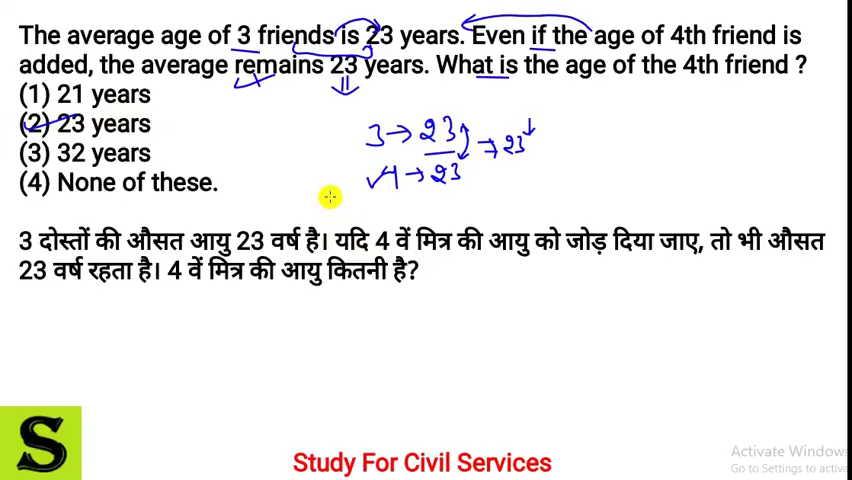 The average age of 3 friends is 23 years. Even if the age of 4th friend is
added, the average remains 23 years. What is the age of the 4th friend ?
(1) 21 years
(2) 23 years
(3) 32 years
(4) None of these.
3 → 23 → 23
4 → 23
3 दोस्तों की औसत आयु 23 वर्ष है। यदि 4 वें मित्र की आयु को जोड़ दिया जाए, तो भी औसत
23 वर्ष रहता है। 4 वें मित्र की आयु कितनी है?
S
Activate Windows
Go to Settings to activa
Study For Civil Services